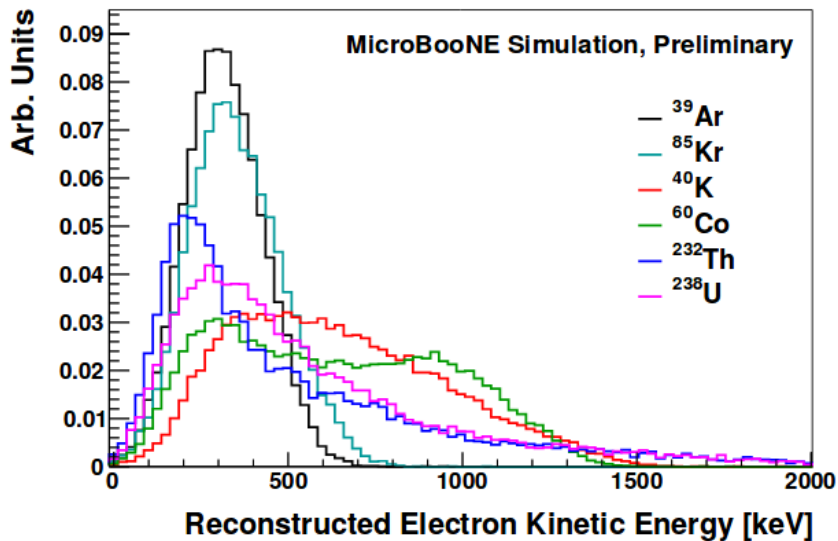 Arb. Units
0.09
0.08
0.07
0.06
0.05
0.04
0.03
0.02
0.01
0
MicroBooNE Simulation, Preliminary
³⁹Ar
⁸⁵Kr
⁴⁰K
⁶⁰Co
²³²Th
²³⁸U
0 500 1000 1500 2000
Reconstructed Electron Kinetic Energy [keV]